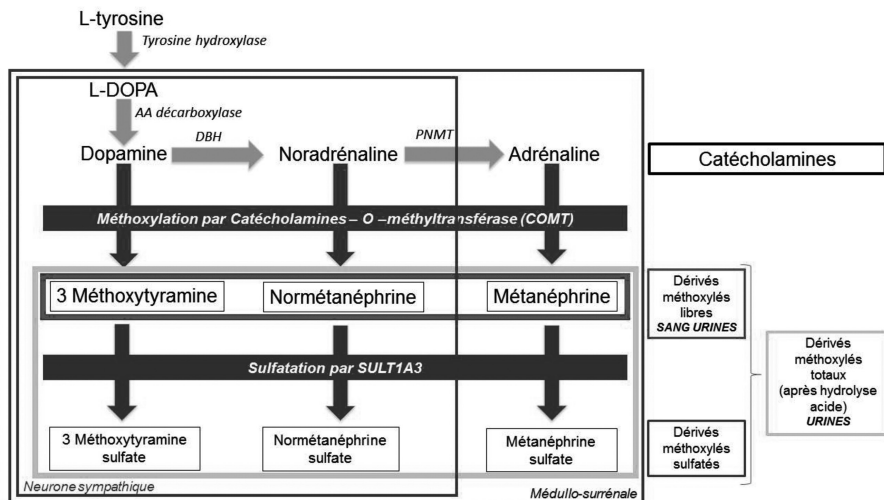 L-tyrosine
Tyrosine hydroxylase
L-DOPA
AA décarboxylase
DBH
PNMT
Dopamine
Noradrénaline
Adrénaline
Catécholamines
Méthoxylation par Catécholamines – O –méthyltransférase (COMT)
3 Méthoxytyramine
Normétanéphrine
Métanéphrine
Dérivés
méthoxylés
libres
SANG URINES
Sulfatation par SULT1A3
Dérivés
méthoxylés
totaux
(après hydrolyse
acide)
URINES
3 Méthoxytyramine
sulfate
Normétanéphrine
sulfate
Métanéphrine
sulfate
Dérivés
méthoxylés
sulfatés
Neurone sympathique
Médullo-surrénale